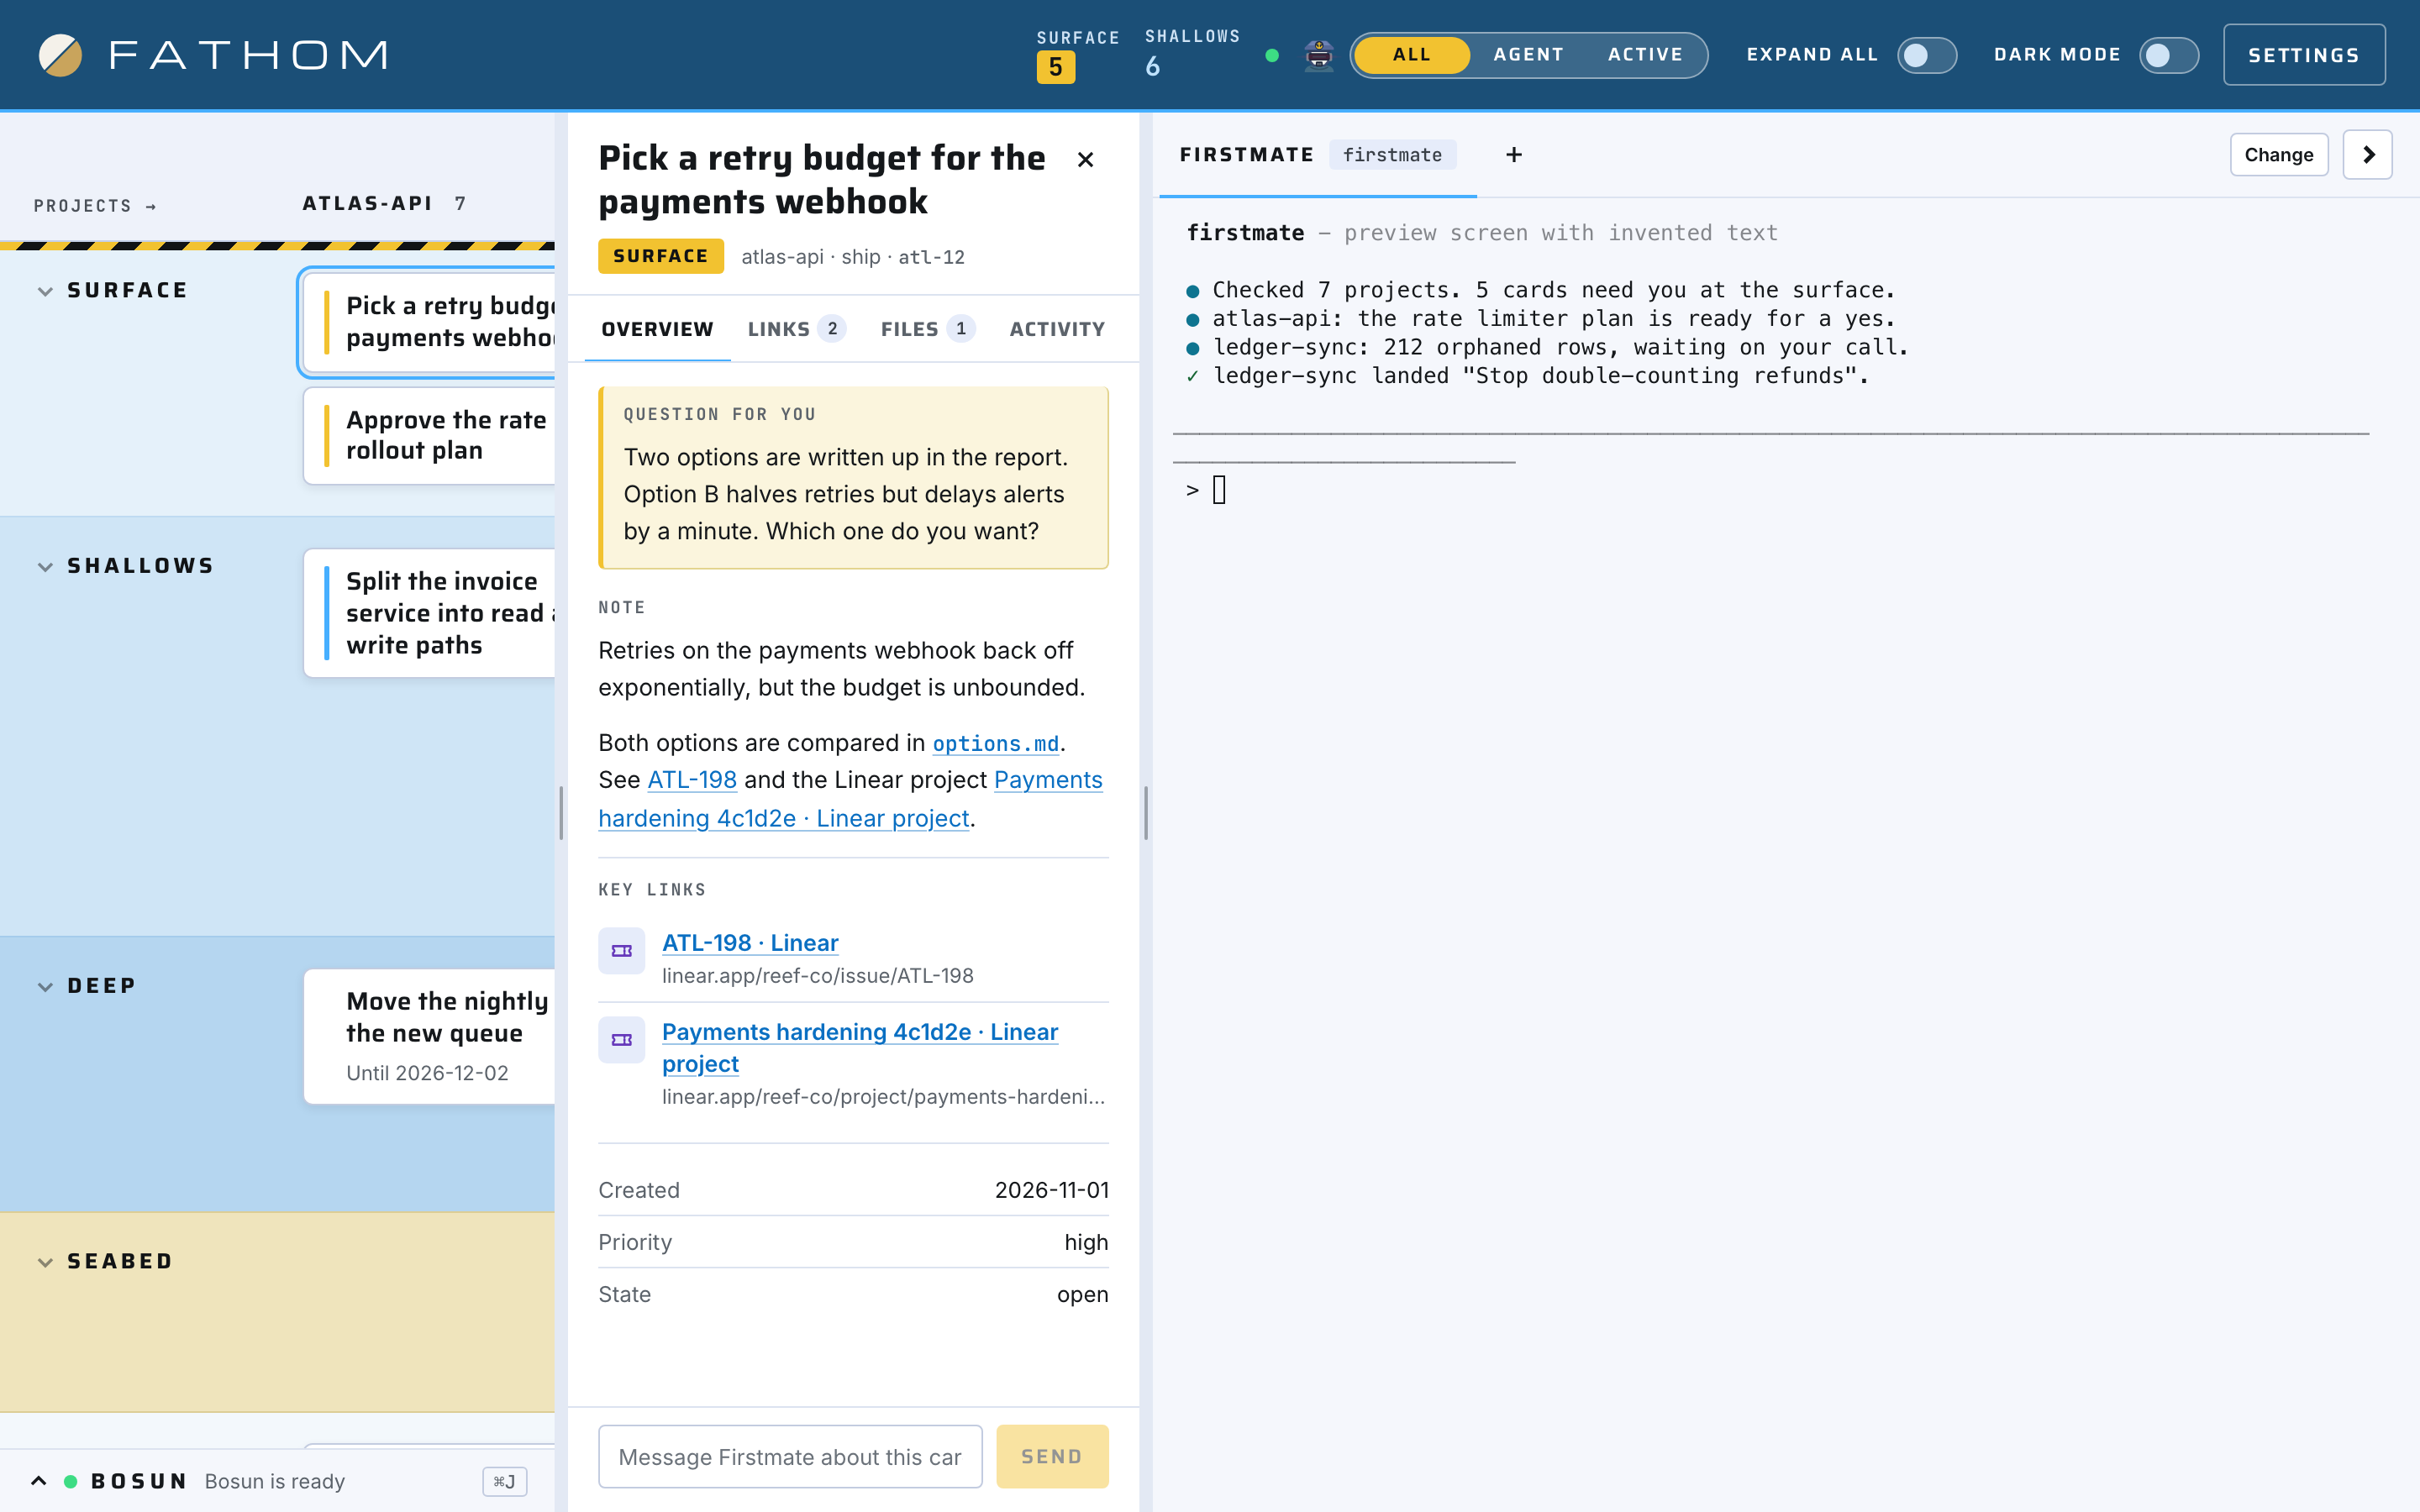 FATHOM
SURFACE
5
SHALLOWS
6
ALL
AGENT
ACTIVE
EXPAND ALL
DARK MODE
SETTINGS
PROJECTS →
ATLAS-API 7
SURFACE
Pick a retry budg
payments webho
Approve the rate
rollout plan
SHALLOWS
Split the invoice
service into read
write paths
DEEP
Move the nightly
the new queue
Until 2026-12-02
SEABED
BOSUN Bosun is ready ⌘J
Pick a retry budget for the
payments webhook
SURFACE atlas-api · ship · atl-12
OVERVIEW LINKS 2 FILES 1 ACTIVITY
QUESTION FOR YOU
Two options are written up in the report.
Option B halves retries but delays alerts
by a minute. Which one do you want?
NOTE
Retries on the payments webhook back off
exponentially, but the budget is unbounded.
Both options are compared in options.md.
See ATL-198 and the Linear project Payments
hardening 4c1d2e · Linear project.
KEY LINKS
ATL-198 · Linear
linear.app/reef-co/issue/ATL-198
Payments hardening 4c1d2e · Linear
project
linear.app/reef-co/project/payments-hardeni...
Created 2026-11-01
Priority high
State open
Message Firstmate about this car
SEND
FIRSTMATE firstmate +
Change
firstmate – preview screen with invented text
● Checked 7 projects. 5 cards need you at the surface.
● atlas-api: the rate limiter plan is ready for a yes.
● ledger-sync: 212 orphaned rows, waiting on your call.
✓ ledger-sync landed "Stop double-counting refunds".
>